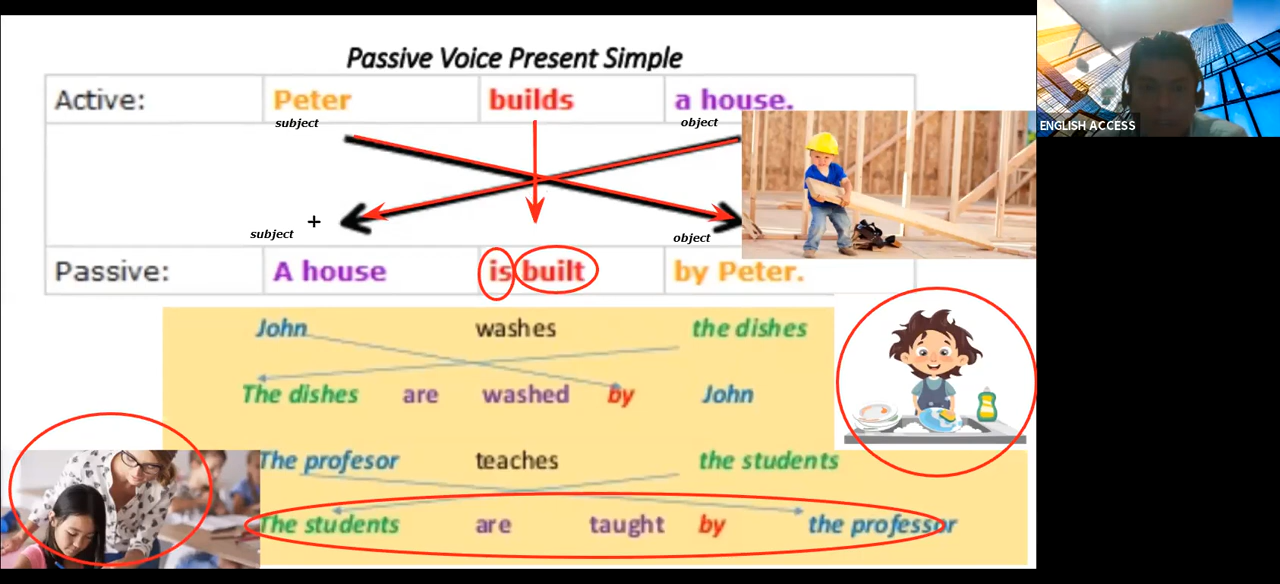 Passive Voice Present Simple
Active: Peter builds a house.
subject object
+
subject object
Passive: A house is built by Peter.
John washes the dishes
The dishes are washed by John
The profesor teaches the students
The students are taught by the professor
ENGLISH ACCESS